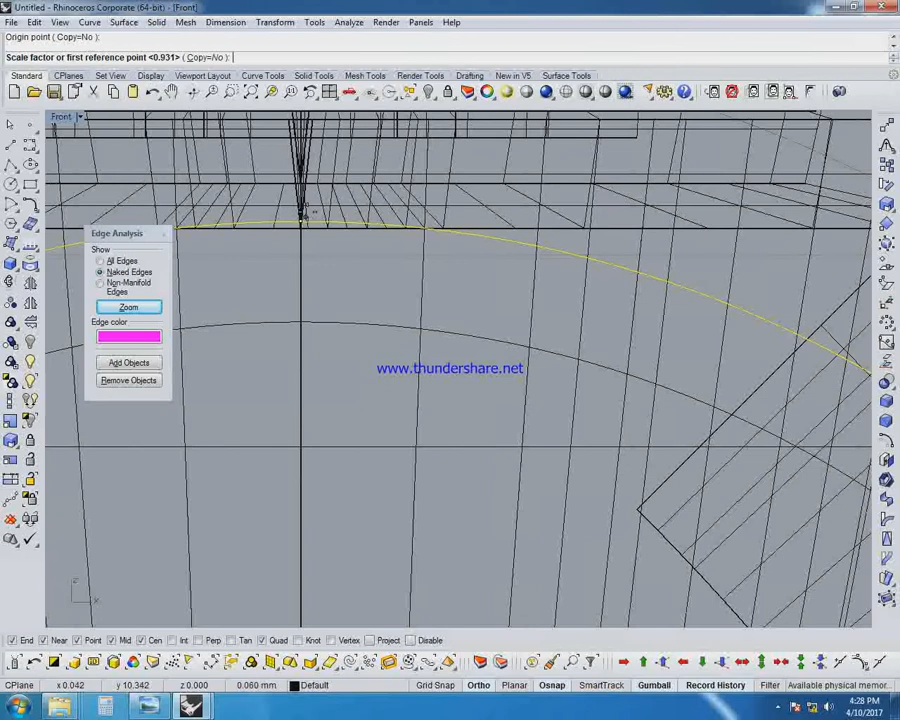 Untitled - Rhinoceros Corporate (64-bit) - [Front]
File Edit View Curve Surface Solid Mesh Dimension Transform Tools Analyze Render Panels Help
Origin point ( Copy=No ):
Scale factor or first reference point <0.931> ( Copy=No ):
Standard CPlanes Set View Display Viewport Layout Curve Tools Solid Tools Mesh Tools Render Tools Drafting New in V5 Surface Tools
Front
Edge Analysis
Show
All Edges
Naked Edges
Non-Manifold
Edges
Zoom
Edge color
Add Objects
Remove Objects
www.thundershare.net
z
x
End Near Point Mid Cen Int Perp Tan Quad Knot Vertex Project Disable
CPlane x 0.042 y 10.342 z 0.000 0.060 mm Default Grid Snap Ortho Planar Osnap SmartTrack Gumball Record History Filter Available physical memor...
4:28 PM
4/10/2017